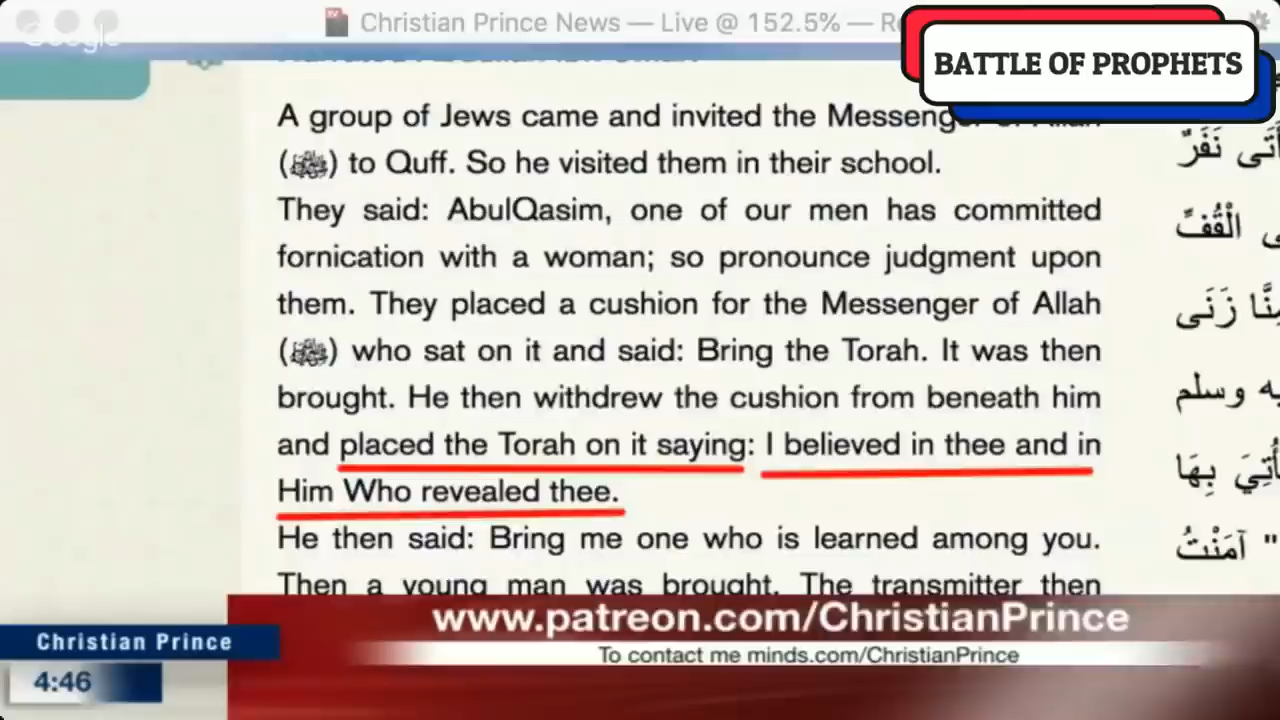 Christian Prince News — Live @ 152.5% — R
Google
BATTLE OF PROPHETS
A group of Jews came and invited the Messenger of Allah
(ﷺ) to Quff. So he visited them in their school.
They said: AbulQasim, one of our men has committed
fornication with a woman; so pronounce judgment upon
them. They placed a cushion for the Messenger of Allah
(ﷺ) who sat on it and said: Bring the Torah. It was then
brought. He then withdrew the cushion from beneath him
and placed the Torah on it saying: I believed in thee and in
Him Who revealed thee.
He then said: Bring me one who is learned among you.
Then a young man was brought. The transmitter then
أَتَى نَفَرٌ
الْقُفِّ
زَنَى
يه وسلم
بِهَا
" آمَنْتُ
www.patreon.com/ChristianPrince
To contact me minds.com/ChristianPrince
Christian Prince
4:46